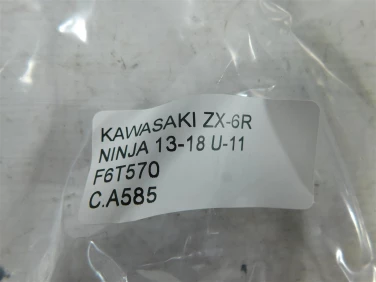 KAWASAKI ZX-6R
NINJA 13-18 U-11
F6T570
C.A585